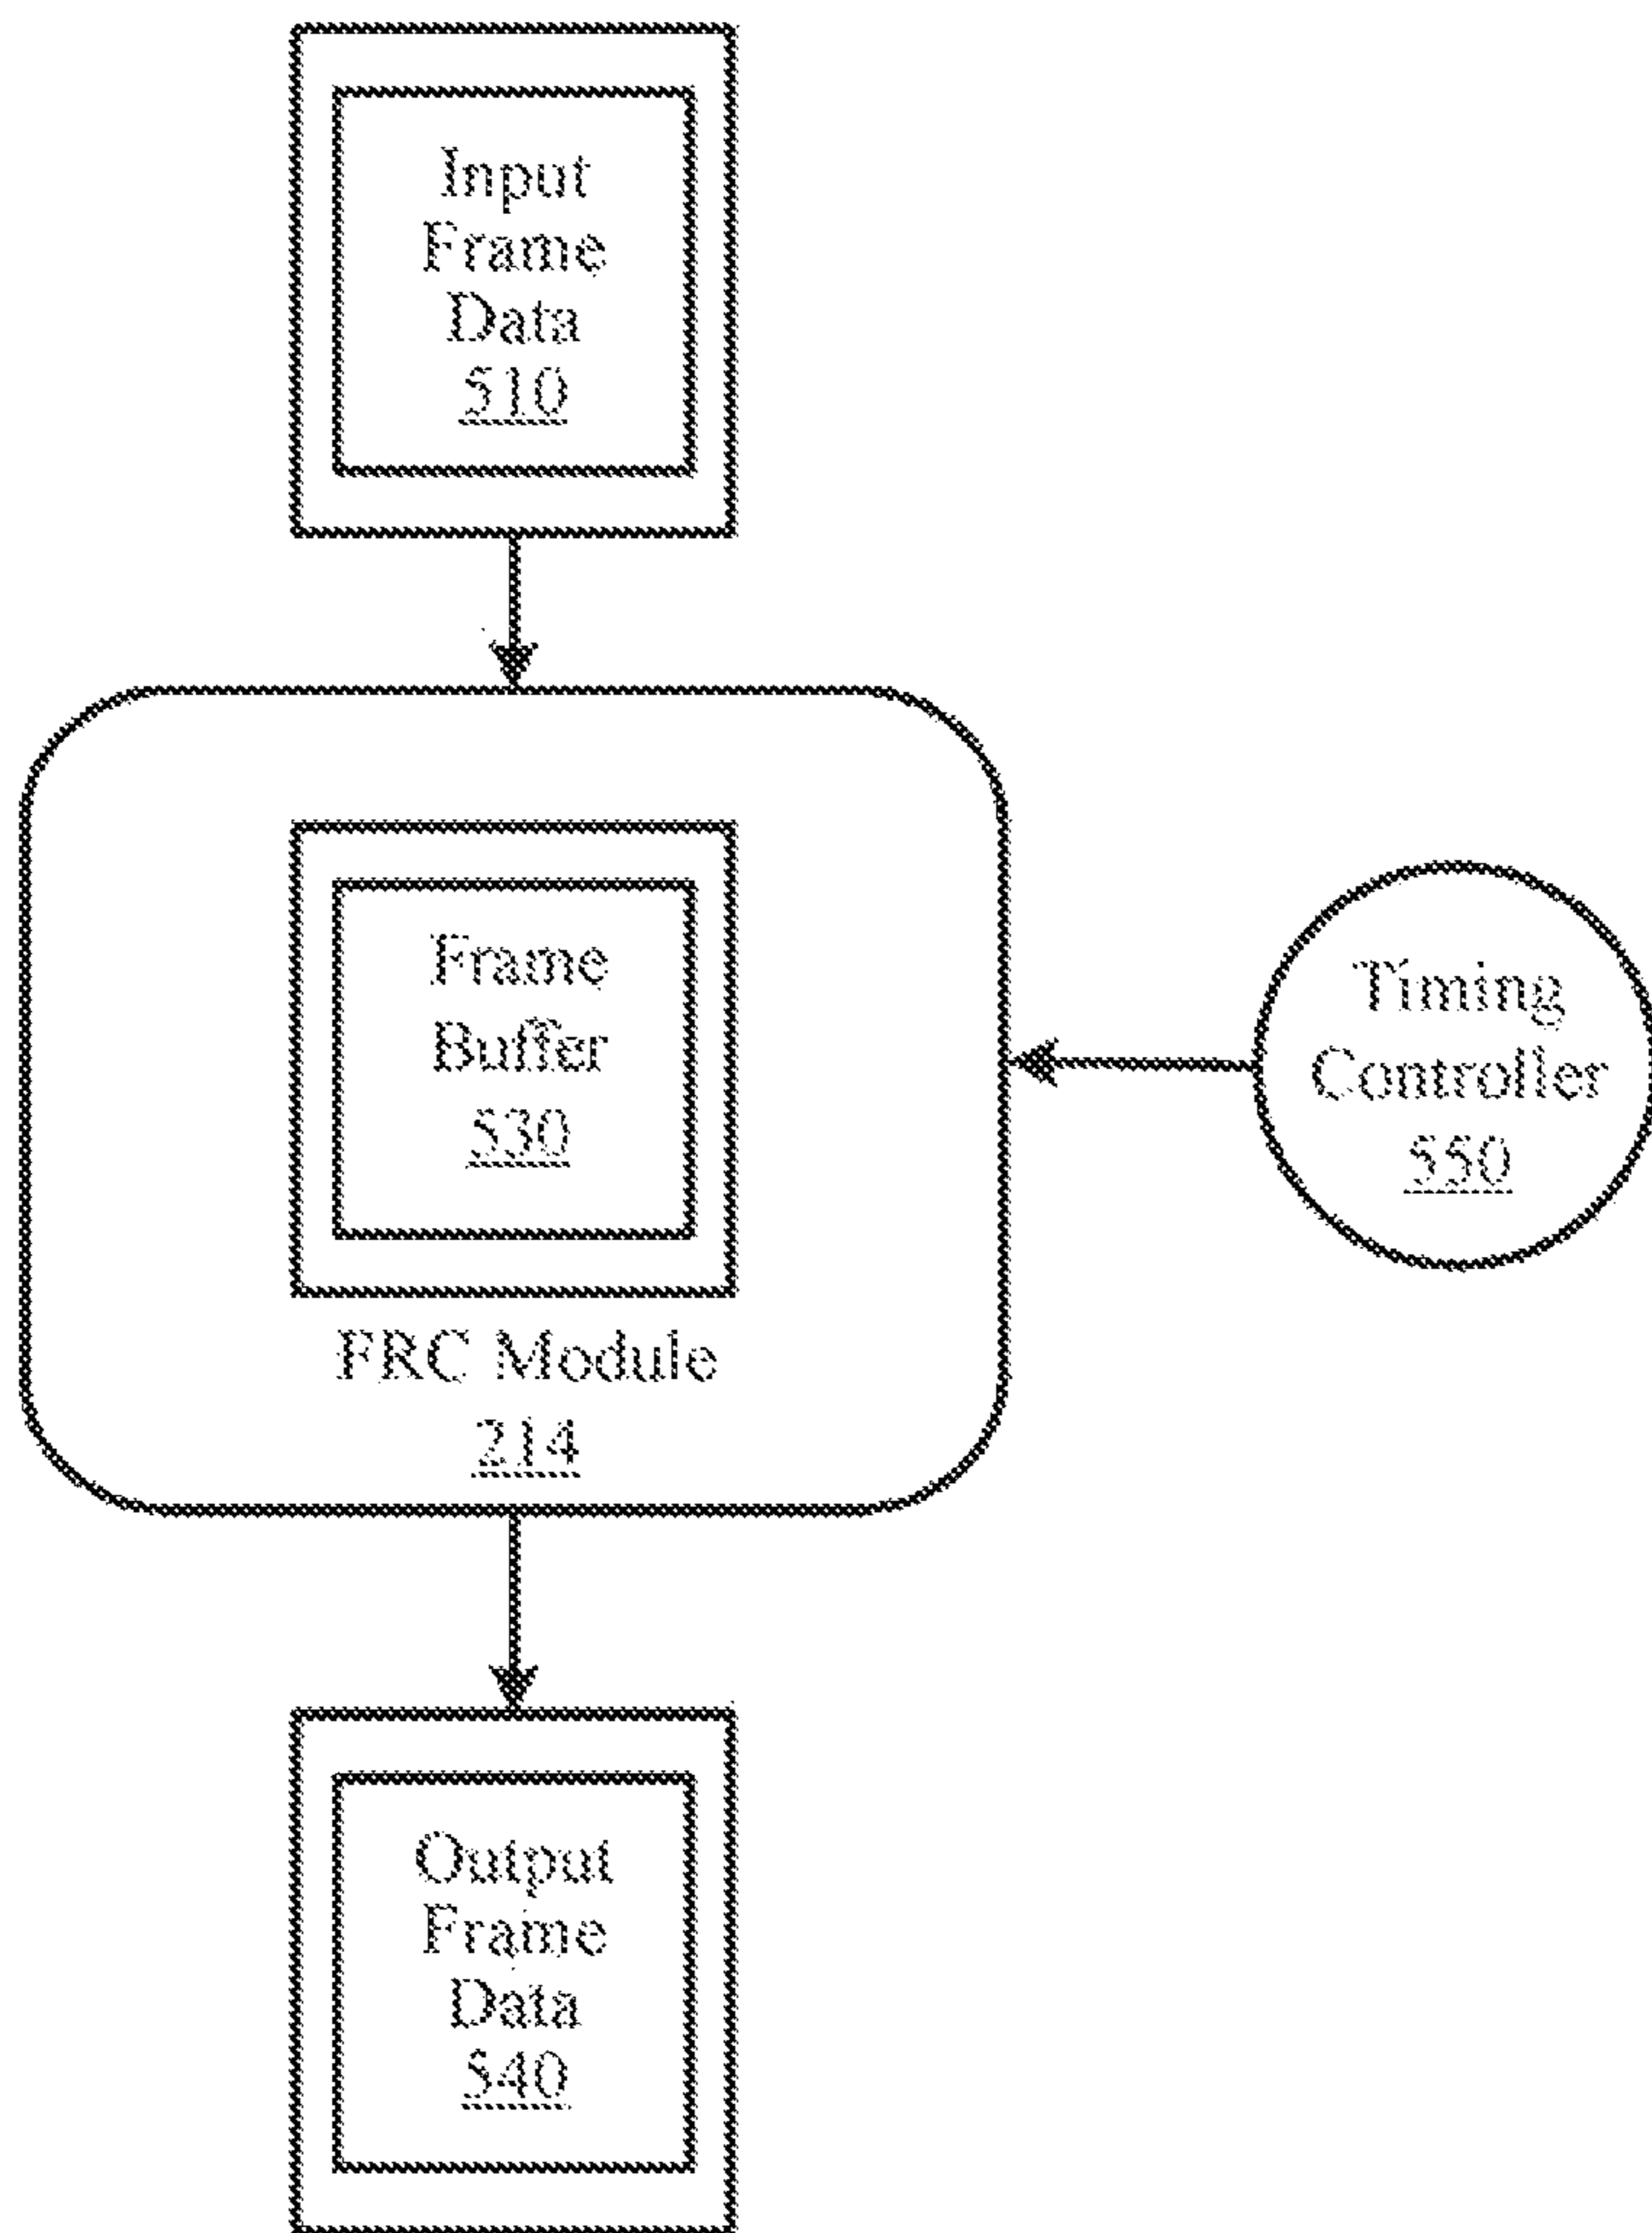 Input
Frame
Data
510
Frame
Buffer
530
FRC Module
214
Timing
Controller
550
Output
Frame
Data
540